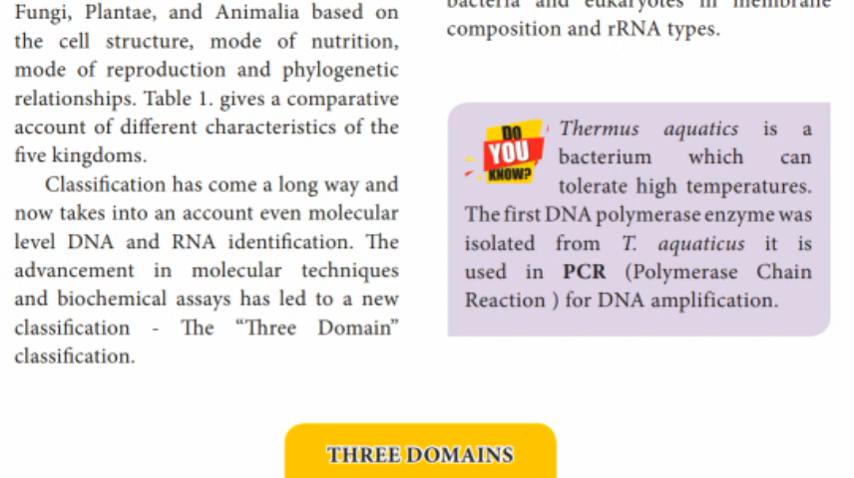 Fungi, Plantae, and Animalia based on
the cell structure, mode of nutrition,
mode of reproduction and phylogenetic
relationships. Table 1. gives a comparative
account of different characteristics of the
five kingdoms.
Classification has come a long way and
now takes into an account even molecular
level DNA and RNA identification. The
advancement in molecular techniques
and biochemical assays has led to a new
classification - The “Three Domain”
classification.
bacteria and eukaryotes in membrane
composition and rRNA types.
DO
YOU
KNOW?
Thermus aquatics is a
bacterium which can
tolerate high temperatures.
The first DNA polymerase enzyme was
isolated from T. aquaticus it is
used in PCR (Polymerase Chain
Reaction ) for DNA amplification.
THREE DOMAINS